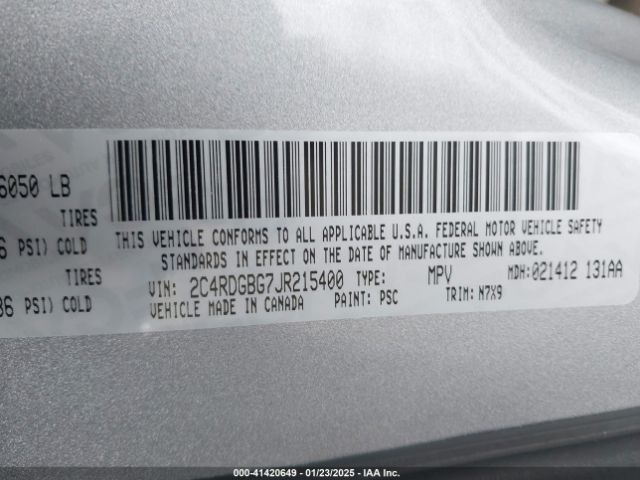 6050 LB
TIRES
PSI) COLD
TIRES
36 PSI) COLD
THIS VEHICLE CONFORMS TO ALL APPLICABLE U.S.A. FEDERAL MOTOR VEHICLE SAFETY
STANDARDS IN EFFECT ON THE DATE OF MANUFACTURE SHOWN ABOVE.
VIN: 2C4RDGBG7JR215400 TYPE: MPV MDH:021412 131AA
VEHICLE MADE IN CANADA PAINT: PSC TRIM: N7X9
000-41420649 - 01/23/2025 - IAA Inc.